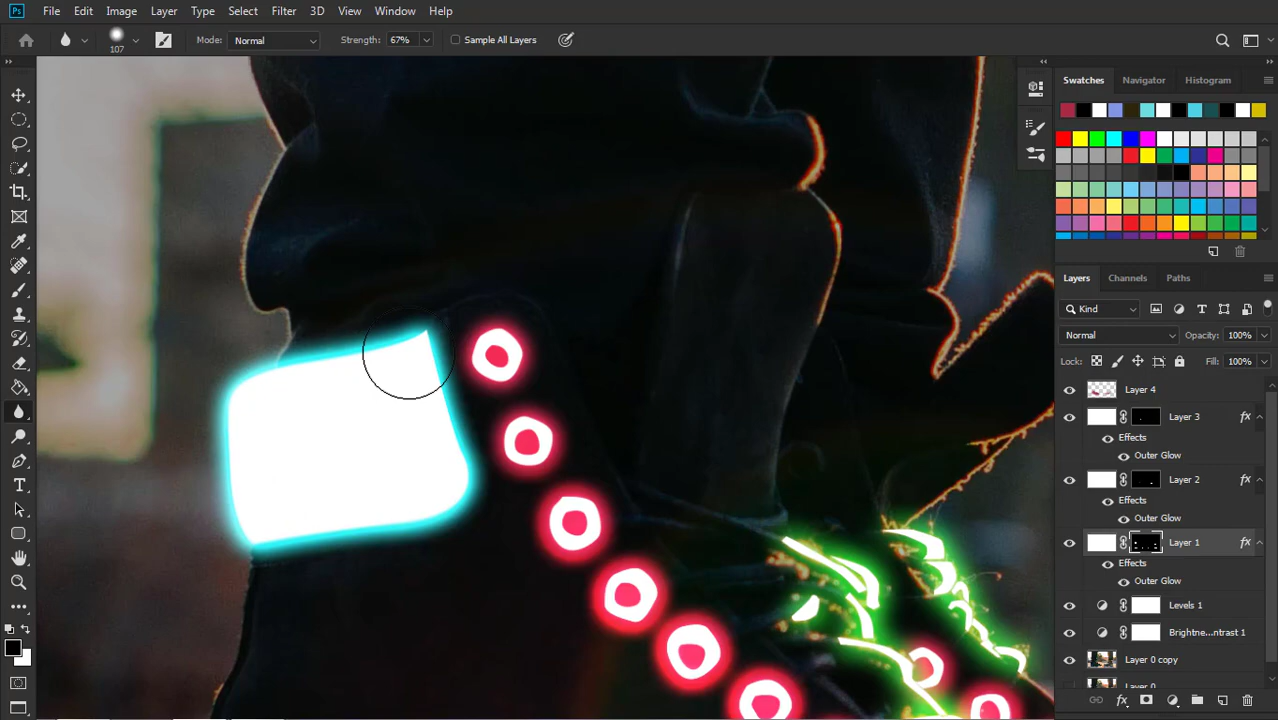 Ps File Edit Image Layer Type Select Filter 3D View Window Help
107 Mode: Normal Strength: 67% Sample All Layers
Swatches Navigator Histogram
Layers Channels Paths
Kind
Normal Opacity: 100%
Lock: Fill: 100%
Layer 4
Layer 3 fx
Effects
Outer Glow
Layer 2 fx
Effects
Outer Glow
Layer 1 fx
Effects
Outer Glow
Levels 1
Brightne...ntrast 1
Layer 0 copy
Layer 0
fx